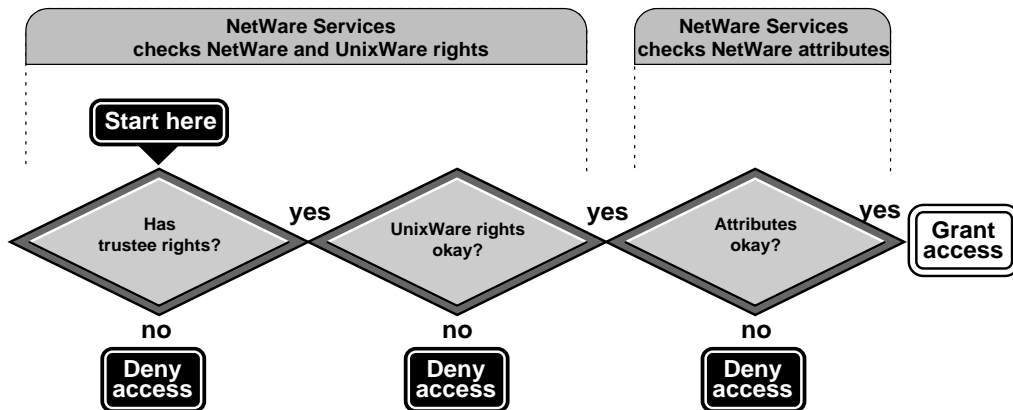 NetWare Services
checks NetWare and UnixWare rights
NetWare Services
checks NetWare attributes
Start here
Has
trustee rights?
yes
UnixWare rights
okay?
yes
Attributes
okay?
yes
Grant
access
no
no
no
Deny
access
Deny
access
Deny
access